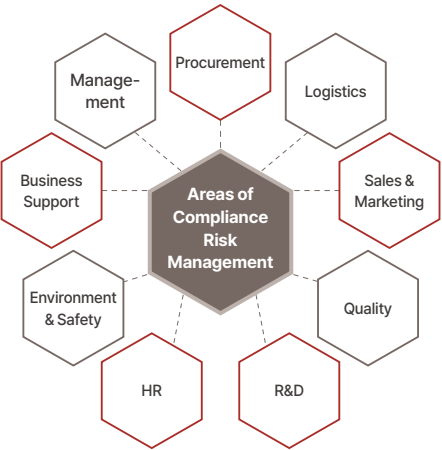 Procurement
Manage-
ment
Logistics
Business
Support
Areas of
Compliance
Risk
Management
Sales &
Marketing
Environment
& Safety
Quality
HR
R&D